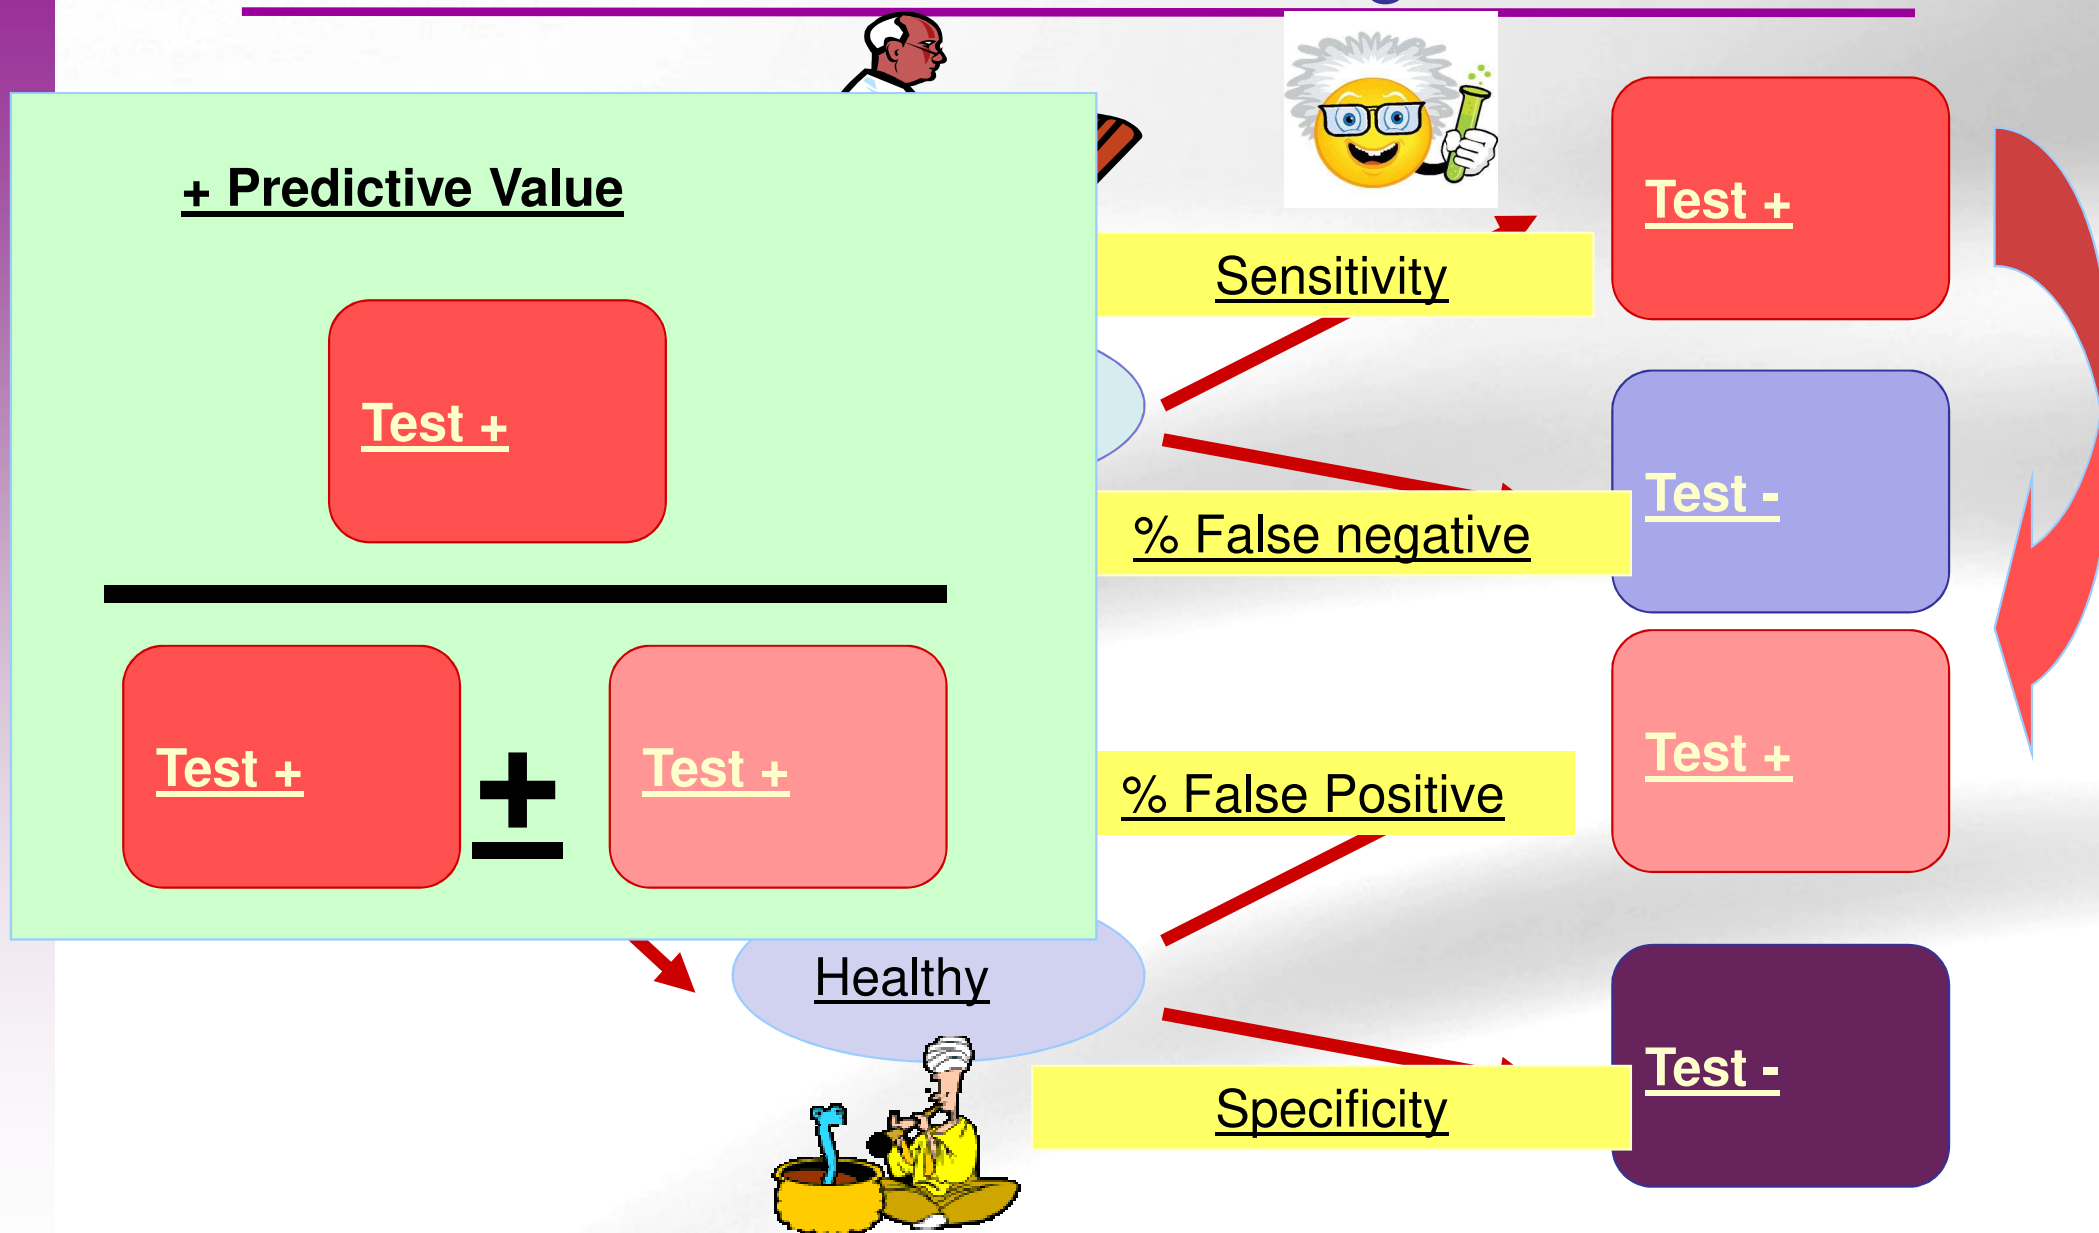 + Predictive Value
Test +
Test +
+
Test +
Sensitivity
% False negative
% False Positive
Healthy
Specificity
Test +
Test -
Test +
Test -